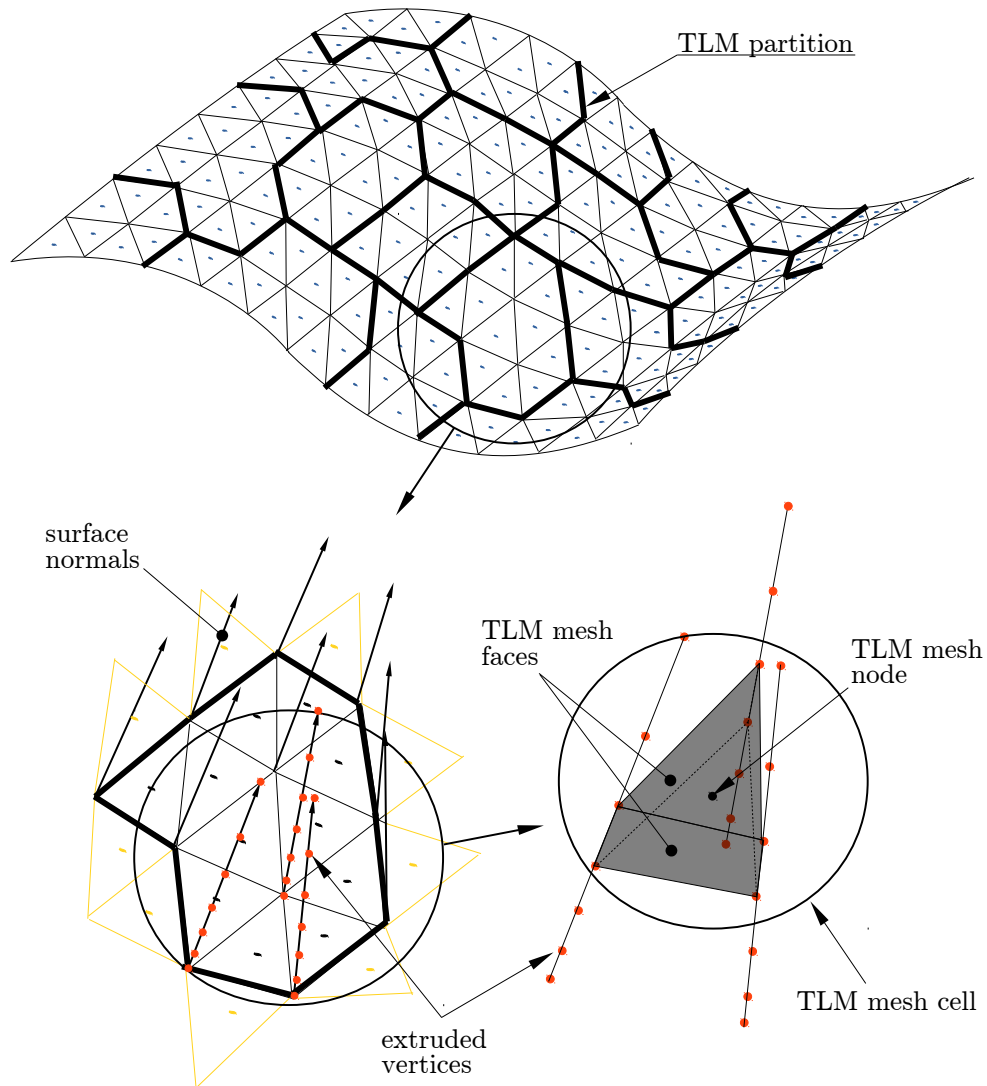 TLM partition
surface
normals
TLM mesh
faces
TLM mesh
node
TLM mesh cell
extruded
vertices